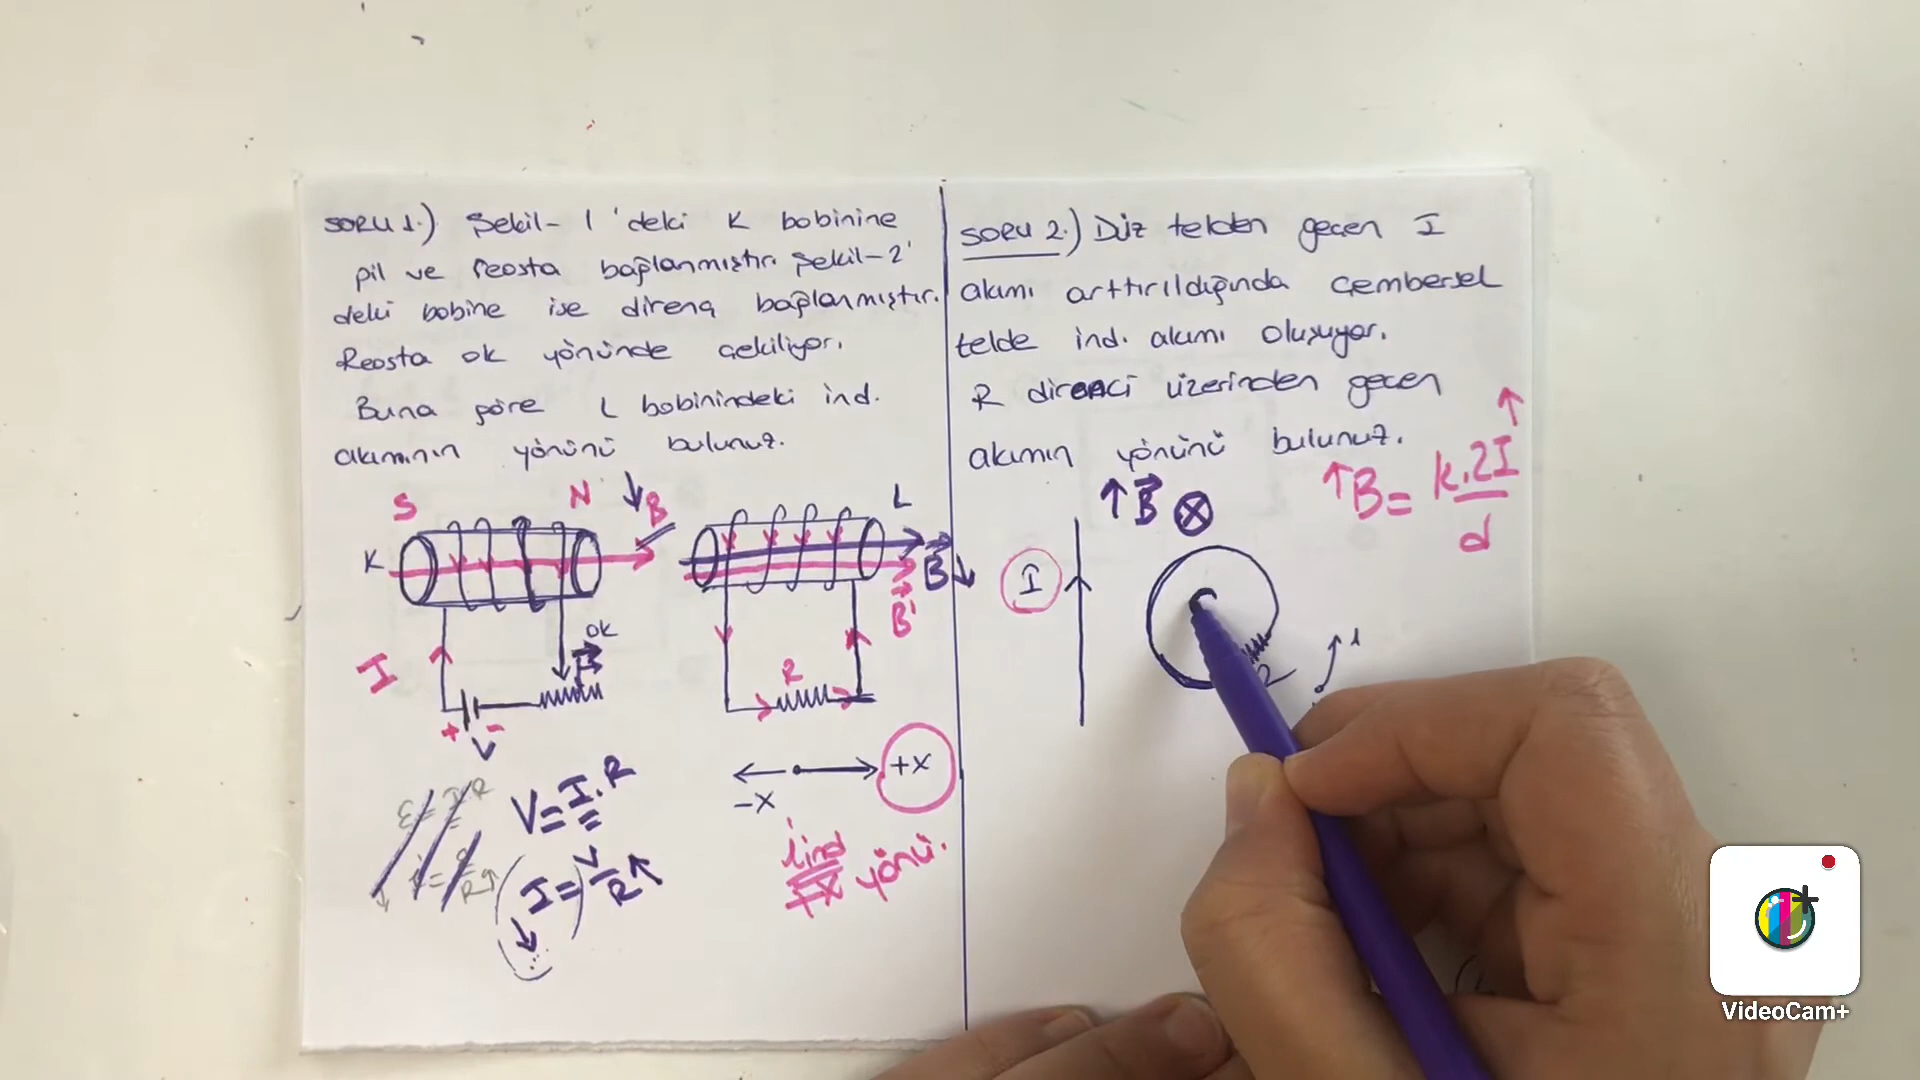 SORU 1.) Şekil-1'deki K bobinine
pil ve reosta bağlanmıştır. Şekil-2'
deki bobine ise direnç bağlanmıştır.
Reosta ok yönünde çekiliyor.
Buna göre L bobinindeki ind.
akımının yönünü bulunuz.
S N B
K
I
OK
+ -
V
L
B
B'
R
V=I.R
I=V/R
-X +X
iind
+X yönü.
SORU 2.) Düz telden geçen I
akımı arttırıldığında çembersel
telde ind. akımı oluşuyor.
R direnci üzerinden geçen
akımın yönünü bulunuz.
B
B= k.2I
d
I
1
VideoCam+